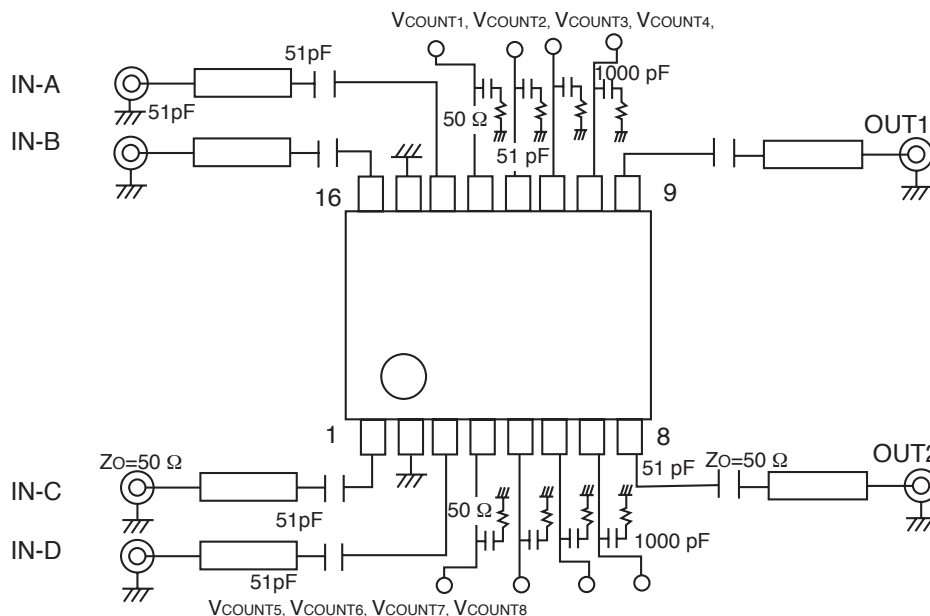 VCOUNT1, VCOUNT2, VCOUNT3, VCOUNT4,
51pF
IN-A
1000 pF
51pF
50 Ω
OUT1
IN-B
51 pF
16
9
1
8
ZO=50 Ω
51 pF
ZO=50 Ω
OUT2
IN-C
51pF
50 Ω
IN-D
1000 pF
51pF
VCOUNT5, VCOUNT6, VCOUNT7, VCOUNT8